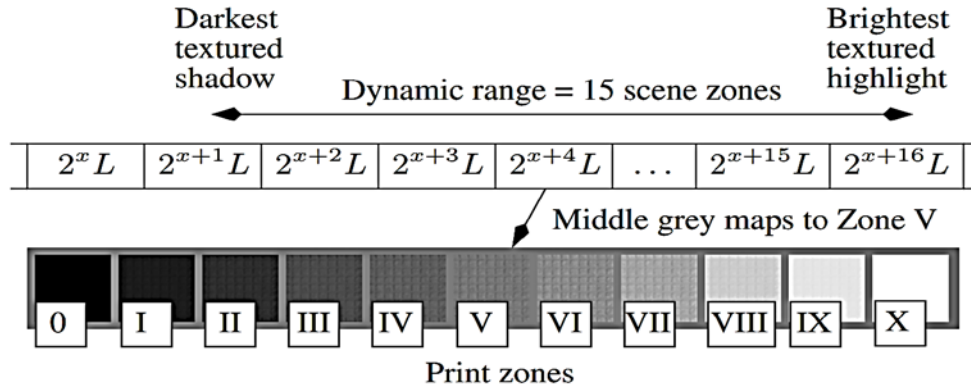 Darkest
textured
shadow
Brightest
textured
highlight
Dynamic range = 15 scene zones
2^x L 2^{x+1} L 2^{x+2} L 2^{x+3} L 2^{x+4} L ... 2^{x+15} L 2^{x+16} L
Middle grey maps to Zone V
0 I II III IV V VI VII VIII IX X
Print zones